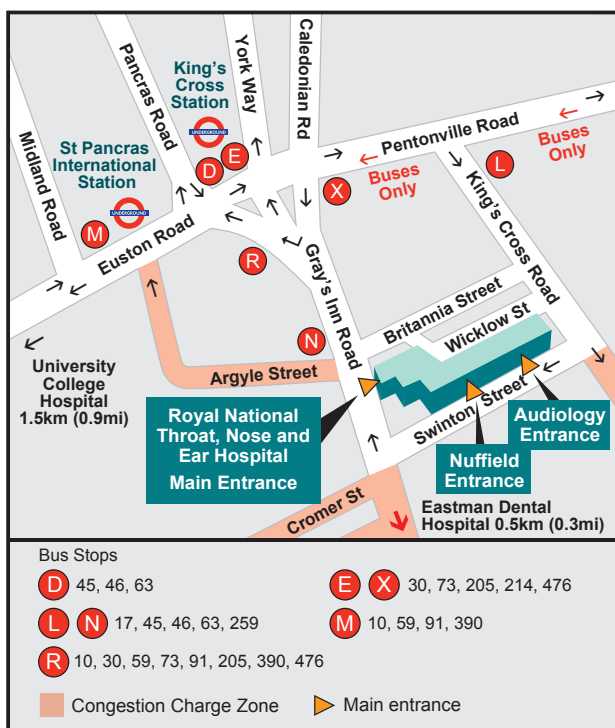 Pancras Road
King's
Cross
Station
York Way
Caledonian Rd
UNDERGROUND
St Pancras
International
Station
UNDERGROUND
Midland Road
M
D
E
Pentonville Road
Buses
Only
Buses
Only
X
L
Euston Road
King's Cross Road
R
Gray's Inn Road
N
Britannia Street
Wicklow St
University
College
Hospital
1.5km (0.9mi)
Argyle Street
Royal National
Throat, Nose and
Ear Hospital
Main Entrance
Swinton Street
Audiology
Entrance
Nuffield
Entrance
Cromer St
Eastman Dental
Hospital 0.5km (0.3mi)
Bus Stops
D 45, 46, 63
E X 30, 73, 205, 214, 476
L N 17, 45, 46, 63, 259
M 10, 59, 91, 390
R 10, 30, 59, 73, 91, 205, 390, 476
Congestion Charge Zone
Main entrance